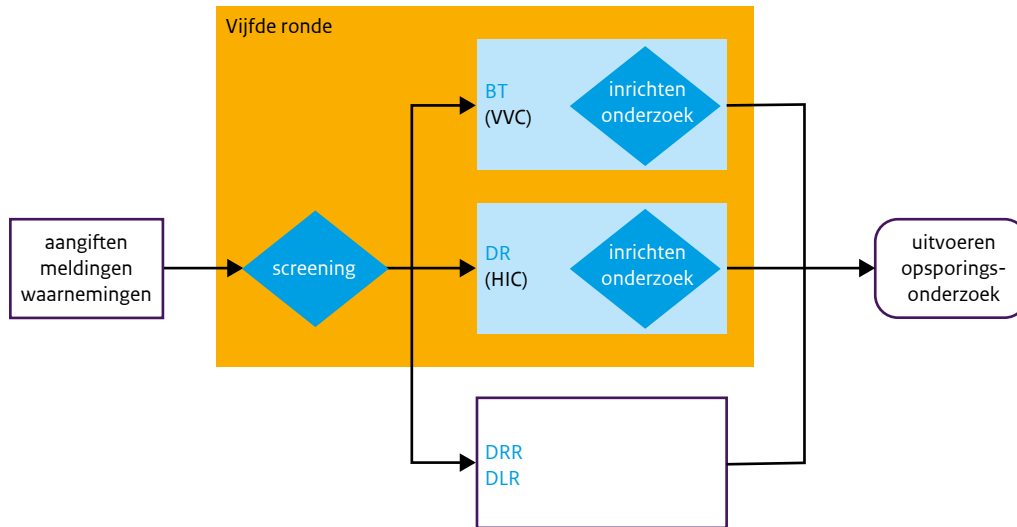 Vijfde ronde
BT
(VVC)
inrichten
onderzoek
aangiften
meldingen
waarnemingen
screening
DR
(HIC)
inrichten
onderzoek
uitvoeren
opsporings-
onderzoek
DRR
DLR